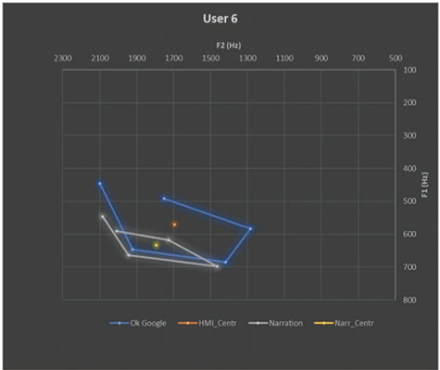 User 6
F2 (Hz)
2300 2100 1900 1700 1500 1300 1100 900 700 500
100
200
300
400
500
600
700
800
F1 (Hz)
Ok Google HMI_Centr Narration Narr_Centr